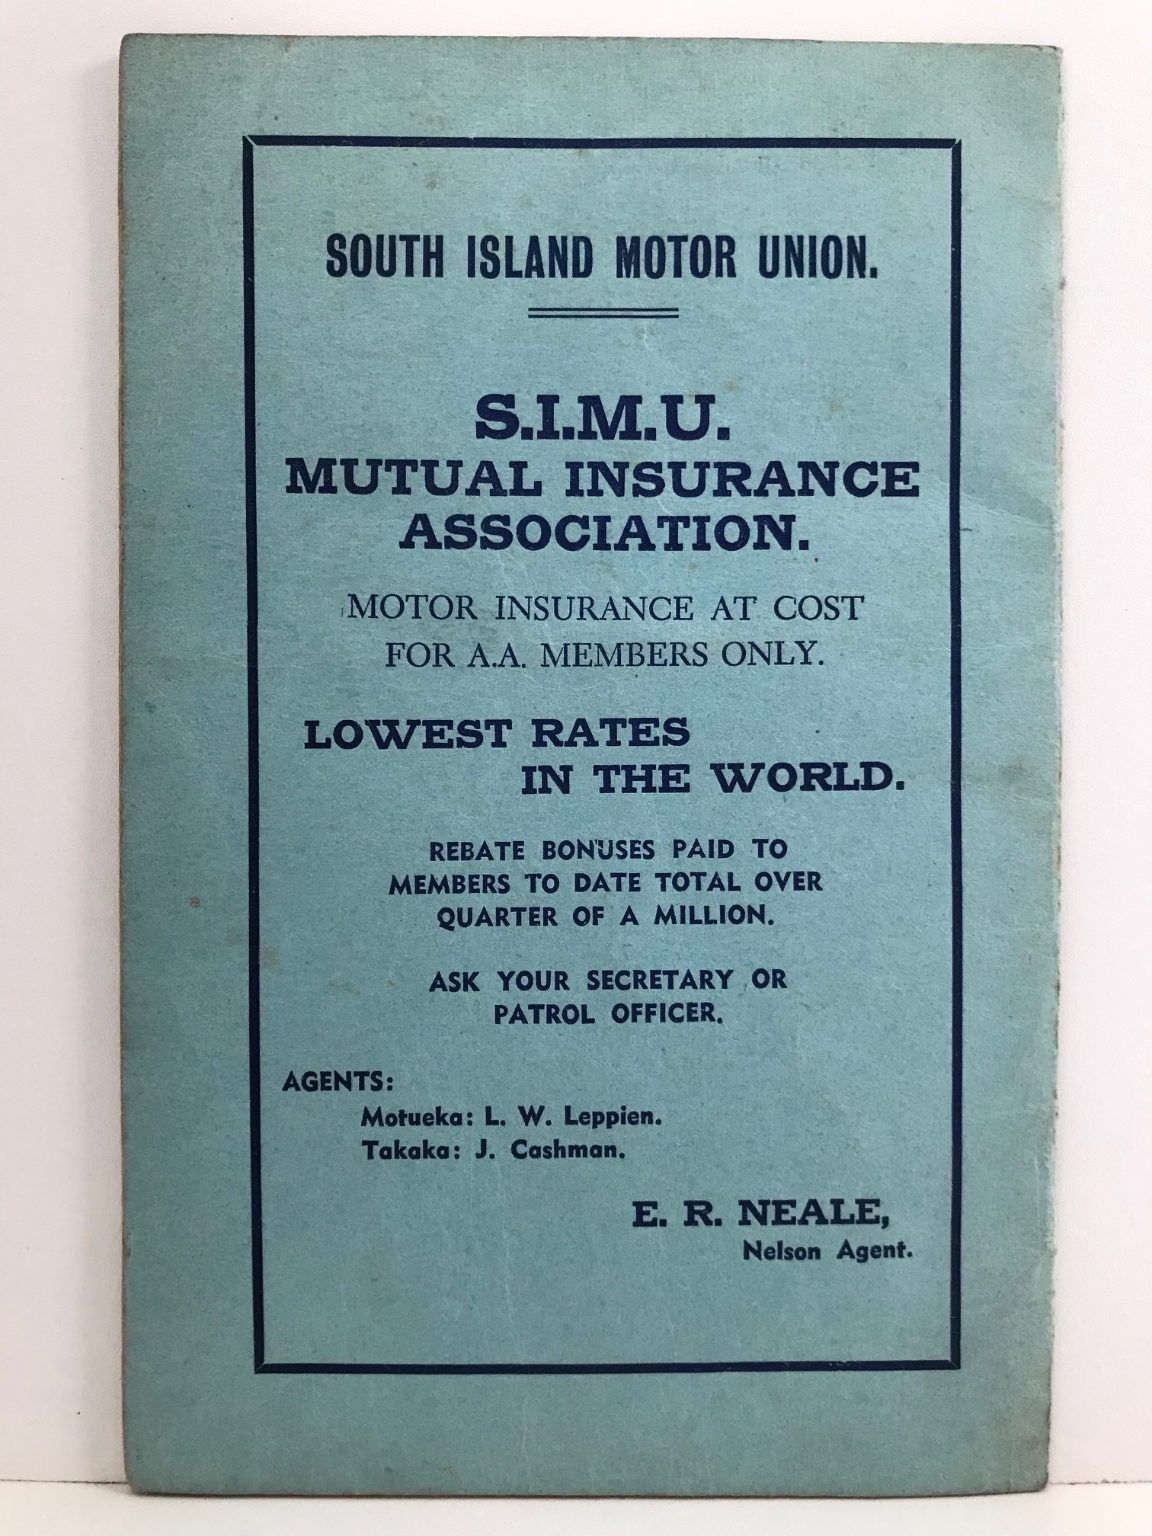 SOUTH ISLAND MOTOR UNION.
S.I.M.U.
MUTUAL INSURANCE
ASSOCIATION.
MOTOR INSURANCE AT COST
FOR A.A. MEMBERS ONLY.
LOWEST RATES
IN THE WORLD.
REBATE BONUSES PAID TO
MEMBERS TO DATE TOTAL OVER
QUARTER OF A MILLION.
ASK YOUR SECRETARY OR
PATROL OFFICER.
AGENTS:
Motueka: L. W. Leppien.
Takaka: J. Cashman.
E. R. NEALE,
Nelson Agent.